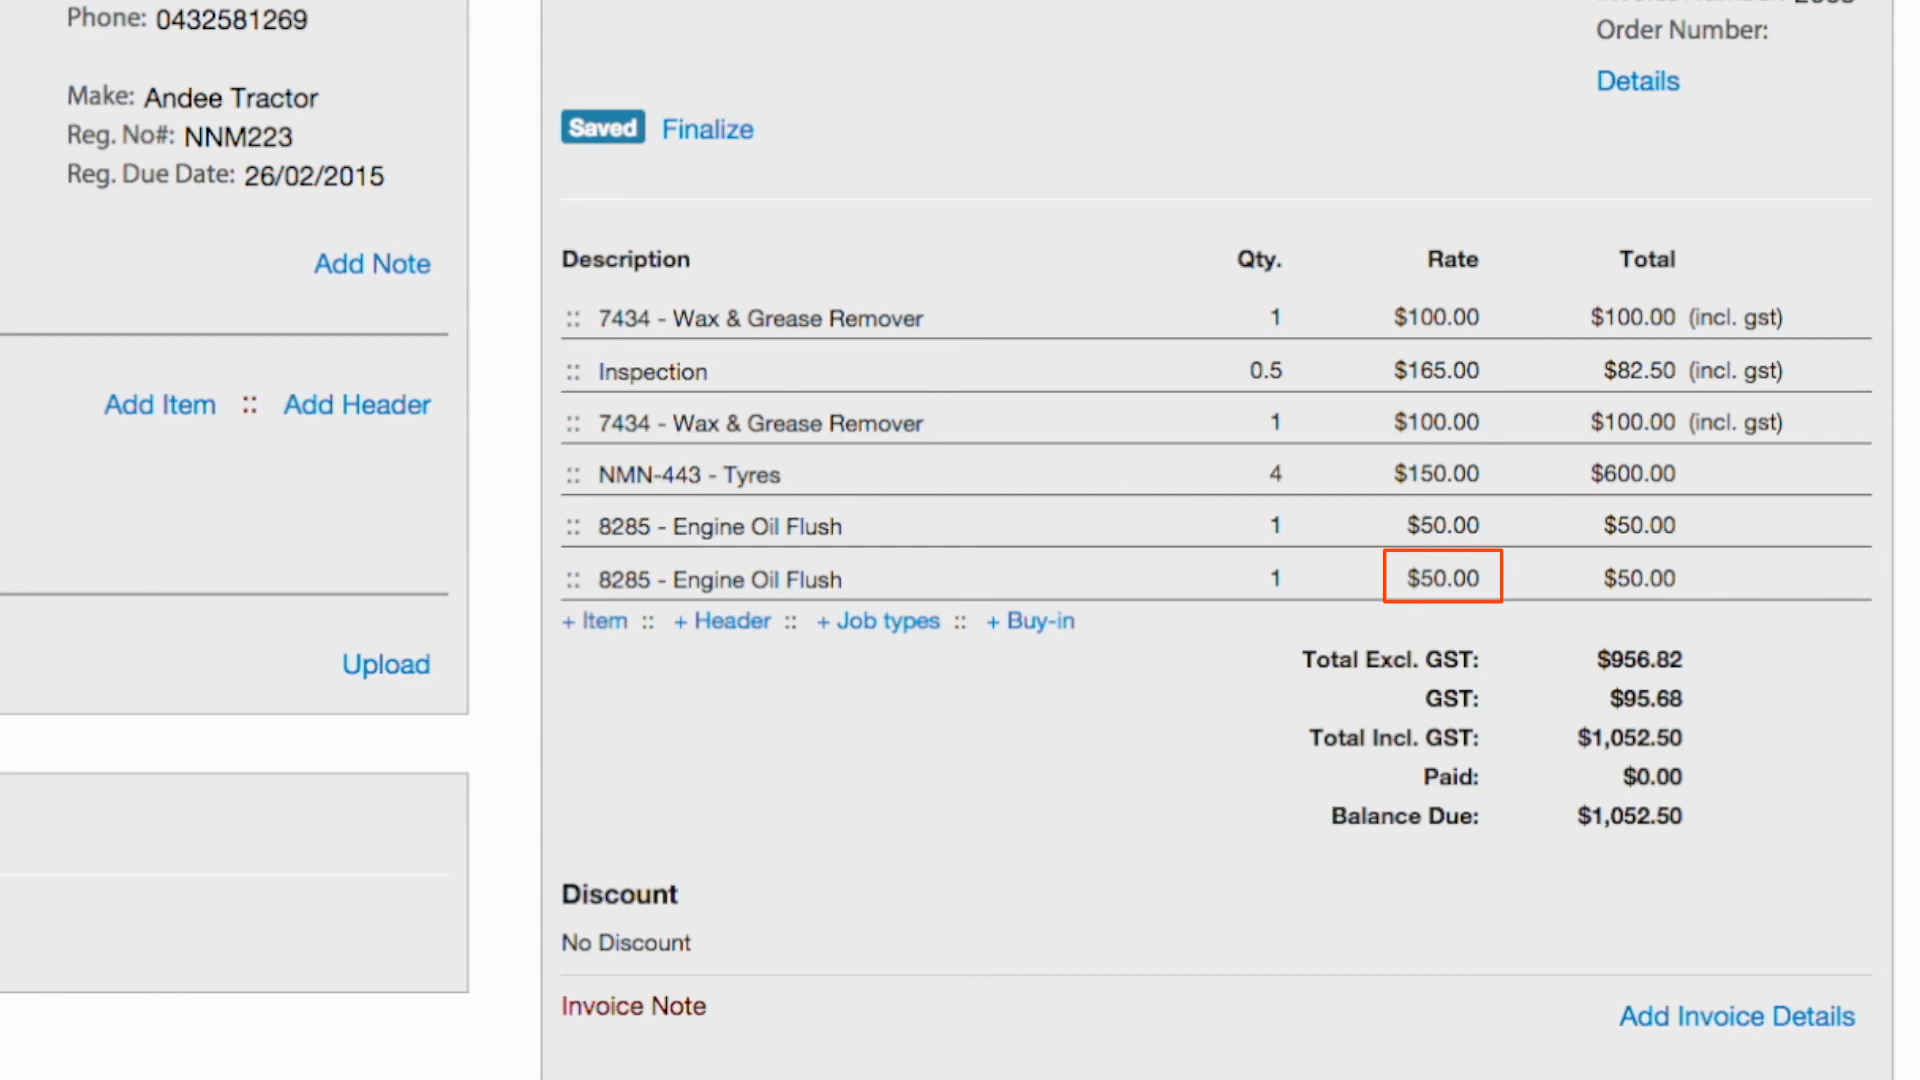 Phone: 0432581269
Make: Andee Tractor
Reg. No#: NNM223
Reg. Due Date: 26/02/2015
Add Note
Add Item :: Add Header
Upload
Order Number:
Details
Saved Finalize
Description Qty. Rate Total
:: 7434 - Wax & Grease Remover 1 $100.00 $100.00 (incl. gst)
:: Inspection 0.5 $165.00 $82.50 (incl. gst)
:: 7434 - Wax & Grease Remover 1 $100.00 $100.00 (incl. gst)
:: NMN-443 - Tyres 4 $150.00 $600.00
:: 8285 - Engine Oil Flush 1 $50.00 $50.00
:: 8285 - Engine Oil Flush 1 $50.00 $50.00
+ Item :: + Header :: + Job types :: + Buy-in
Total Excl. GST: $956.82
GST: $95.68
Total Incl. GST: $1,052.50
Paid: $0.00
Balance Due: $1,052.50
Discount
No Discount
Invoice Note
Add Invoice Details